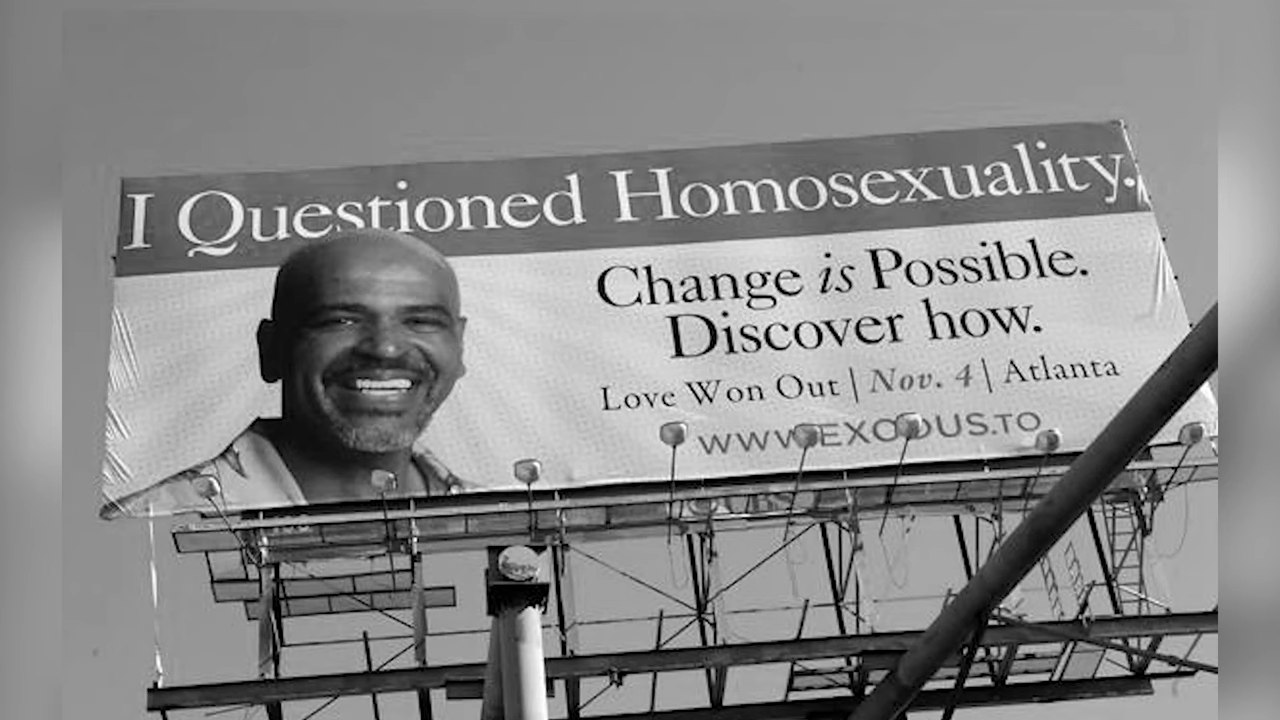 I Questioned Homosexuality.
Change is Possible.
Discover how.
Love Won Out | Nov. 4 | Atlanta
WWW.EXODUS.TO